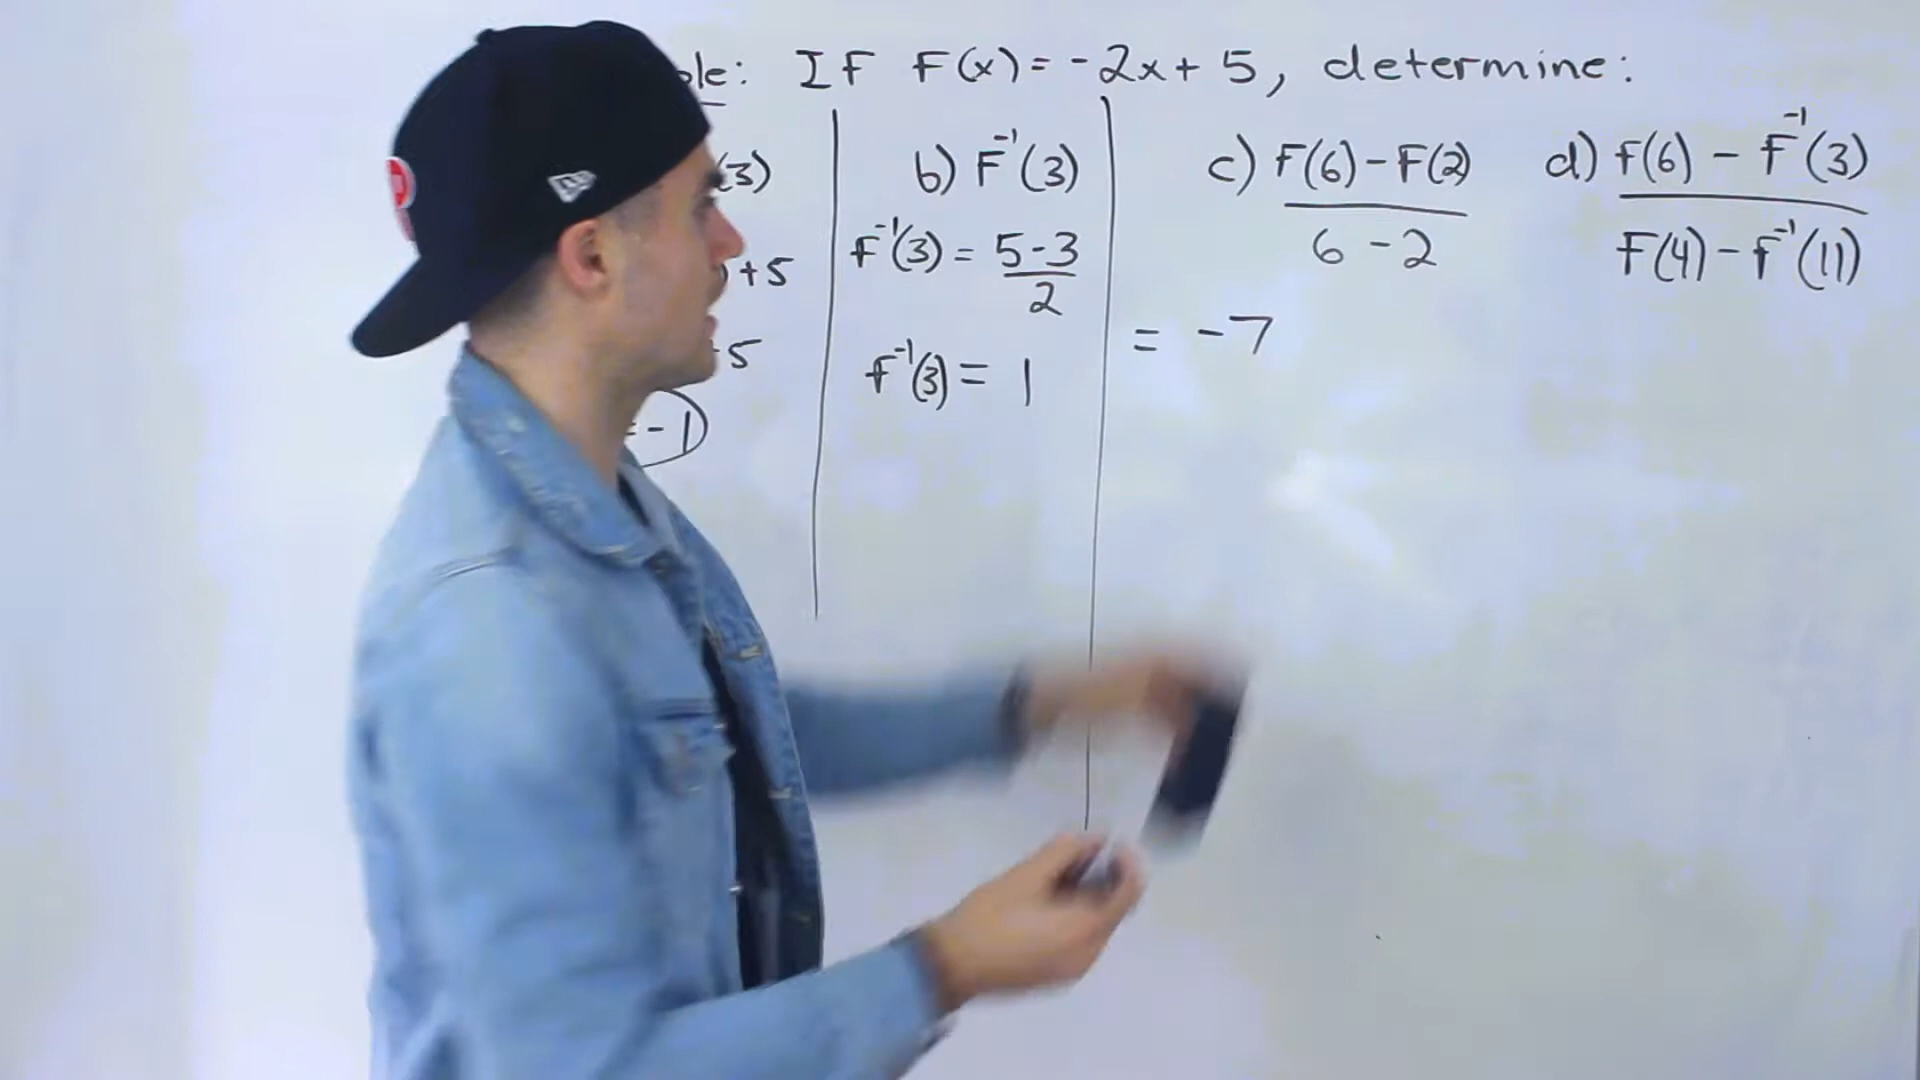 le: If F(x) = -2x + 5, determine:
(3)
) + 5
5
= -1
b) F⁻¹(3)
F⁻¹(3) = 5 - 3 / 2
f⁻¹(3) = 1
c) F(6) - F(2) / 6 - 2
= -7
d) f(6) - F⁻¹(3) / F(4) - f⁻¹(11)